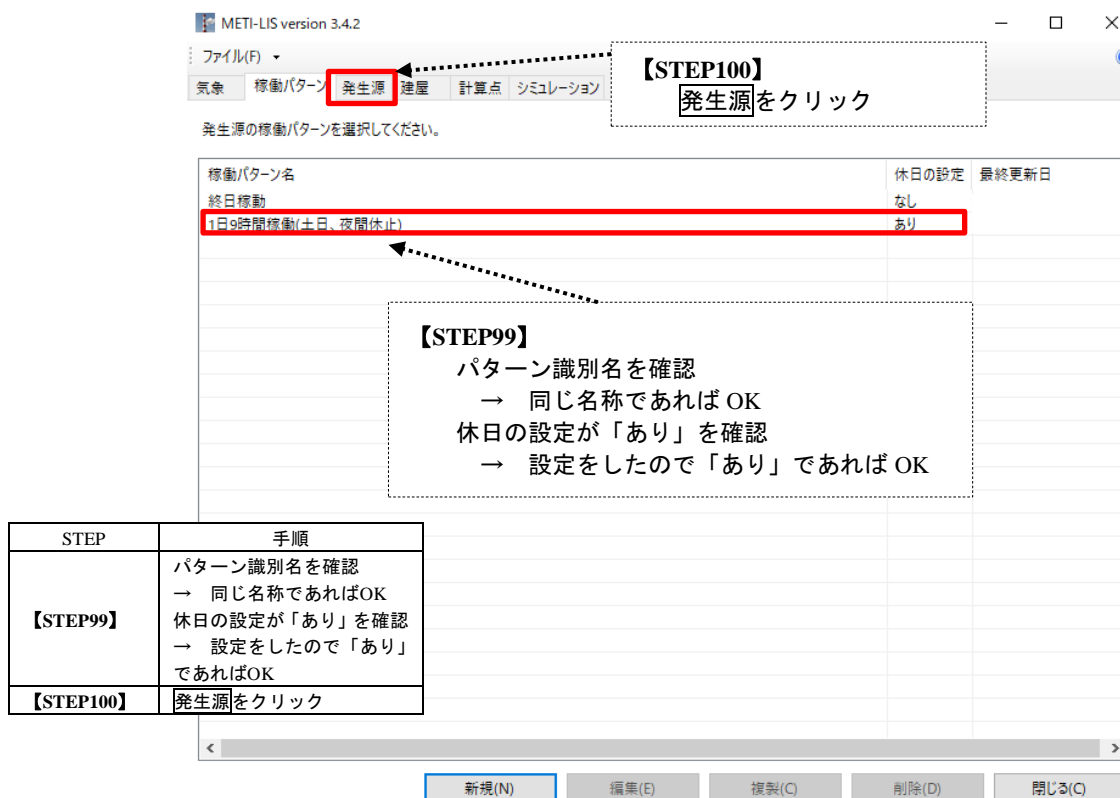 METI-LIS version 3.4.2
ファイル(F)
気象 稼働パターン 発生源 建屋 計算点 シミュレーション
【STEP100】
発生源をクリック
発生源の稼働パターンを選択してください。
稼働パターン名 休日の設定 最終更新日
終日稼動 なし
1日9時間稼働(土日、夜間休止) あり
【STEP99】
パターン識別名を確認
→ 同じ名称であれば OK
休日の設定が「あり」を確認
→ 設定をしたので「あり」であれば OK
STEP 手順
【STEP99】
パターン識別名を確認
→ 同じ名称であればOK
休日の設定が「あり」を確認
→ 設定をしたので「あり」
であればOK
【STEP100】 発生源をクリック
新規(N) 編集(E) 複製(C) 削除(D) 閉じる(C)